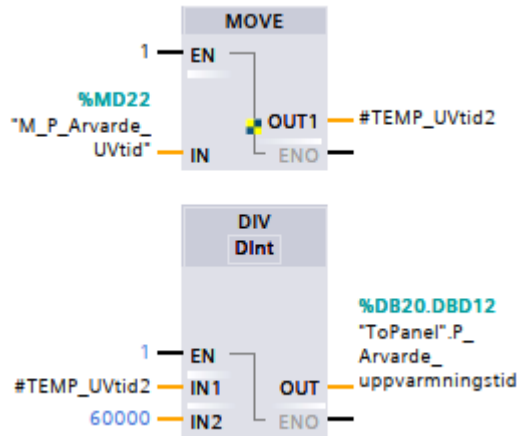 MOVE
1 EN
%MD22
"M_P_Arvarde_
UVtid" IN
OUT1 #TEMP_UVtid2
ENO
DIV
DInt
%DB20.DBD12
"ToPanel".P_
Arvarde_
uppvarmningstid
1 EN
#TEMP_UVtid2 IN1 OUT
60000 IN2 ENO